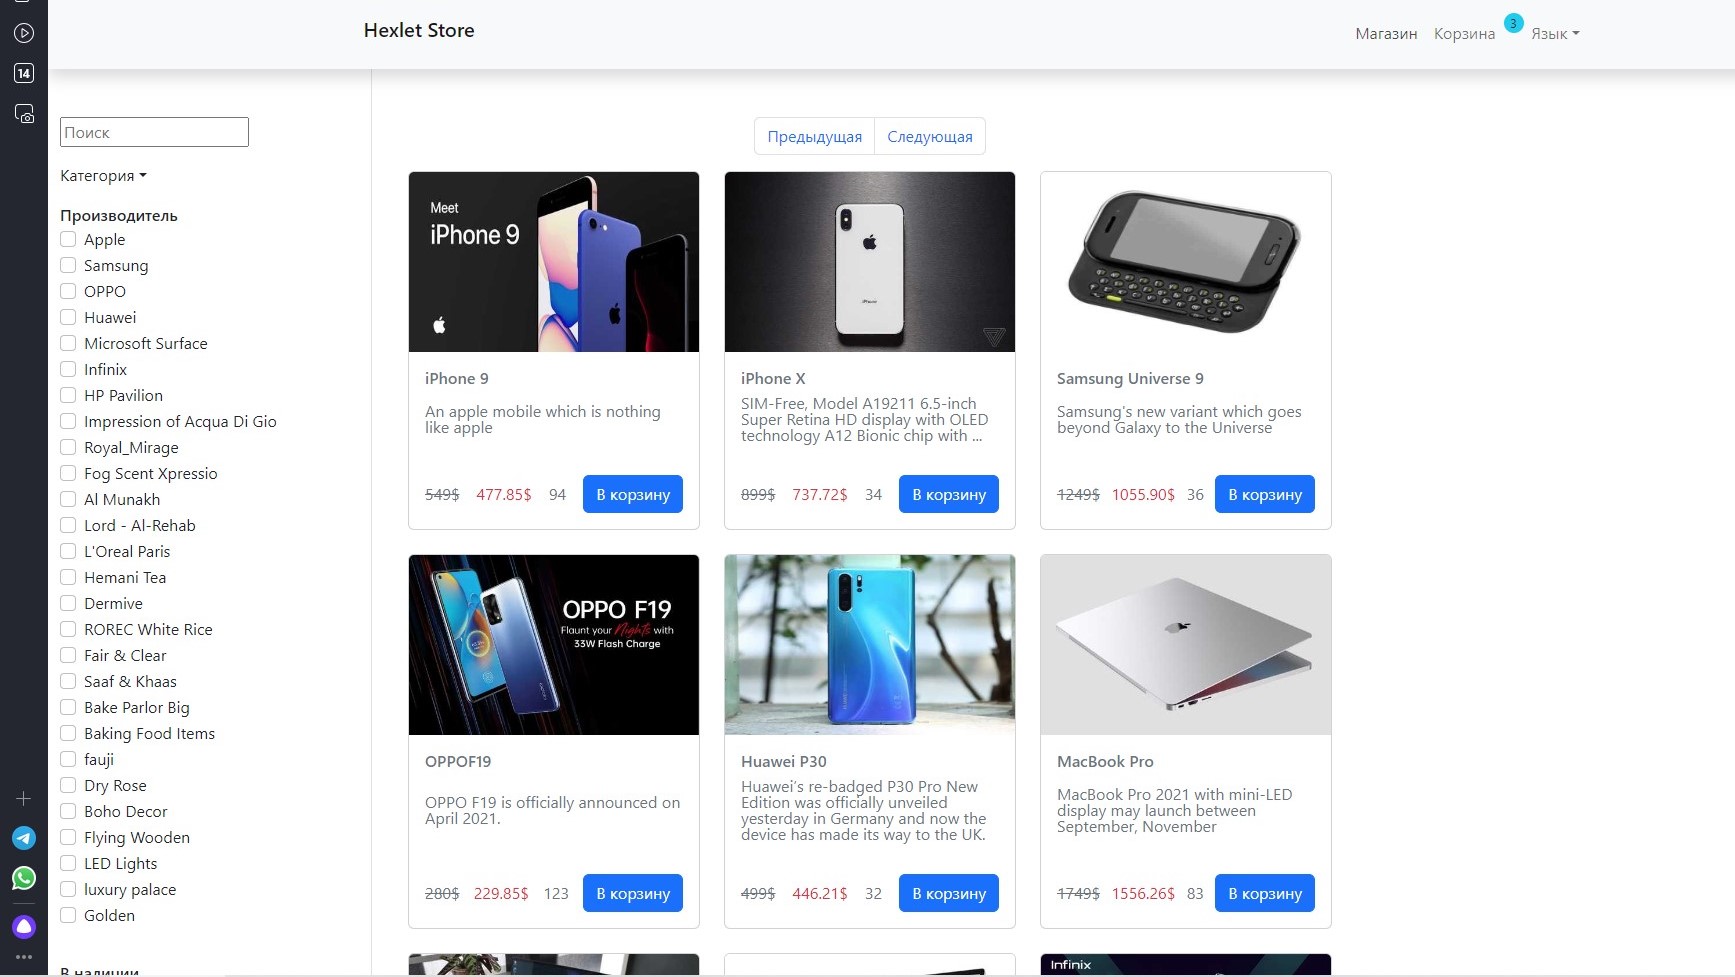 Hexlet Store
Магазин
Корзина
3
Язык
14
Поиск
Категория
Производитель
Apple
Samsung
OPPO
Huawei
Microsoft Surface
Infinix
HP Pavilion
Impression of Acqua Di Gio
Royal_Mirage
Fog Scent Xpressio
Al Munakh
Lord - Al-Rehab
L'Oreal Paris
Hemani Tea
Dermive
ROREC White Rice
Fair & Clear
Saaf & Khaas
Bake Parlor Big
Baking Food Items
fauji
Dry Rose
Boho Decor
Flying Wooden
LED Lights
luxury palace
Golden
В наличии
Предыдущая
Следующая
Meet
iPhone 9
iPhone 9
An apple mobile which is nothing
like apple
549$ 477.85$ 94 В корзину
iPhone
iPhone X
SIM-Free, Model A19211 6.5-inch
Super Retina HD display with OLED
technology A12 Bionic chip with ...
899$ 737.72$ 34 В корзину
Samsung Universe 9
Samsung's new variant which goes
beyond Galaxy to the Universe
1249$ 1055.90$ 36 В корзину
OPPO F19
Flaunt your Nights with
33W Flash Charge
OPPOF19
OPPO F19 is officially announced on
April 2021.
280$ 229.85$ 123 В корзину
Huawei P30
Huawei’s re-badged P30 Pro New
Edition was officially unveiled
yesterday in Germany and now the
device has made its way to the UK.
499$ 446.21$ 32 В корзину
MacBook Pro
MacBook Pro 2021 with mini-LED
display may launch between
September, November
1749$ 1556.26$ 83 В корзину
Infinix